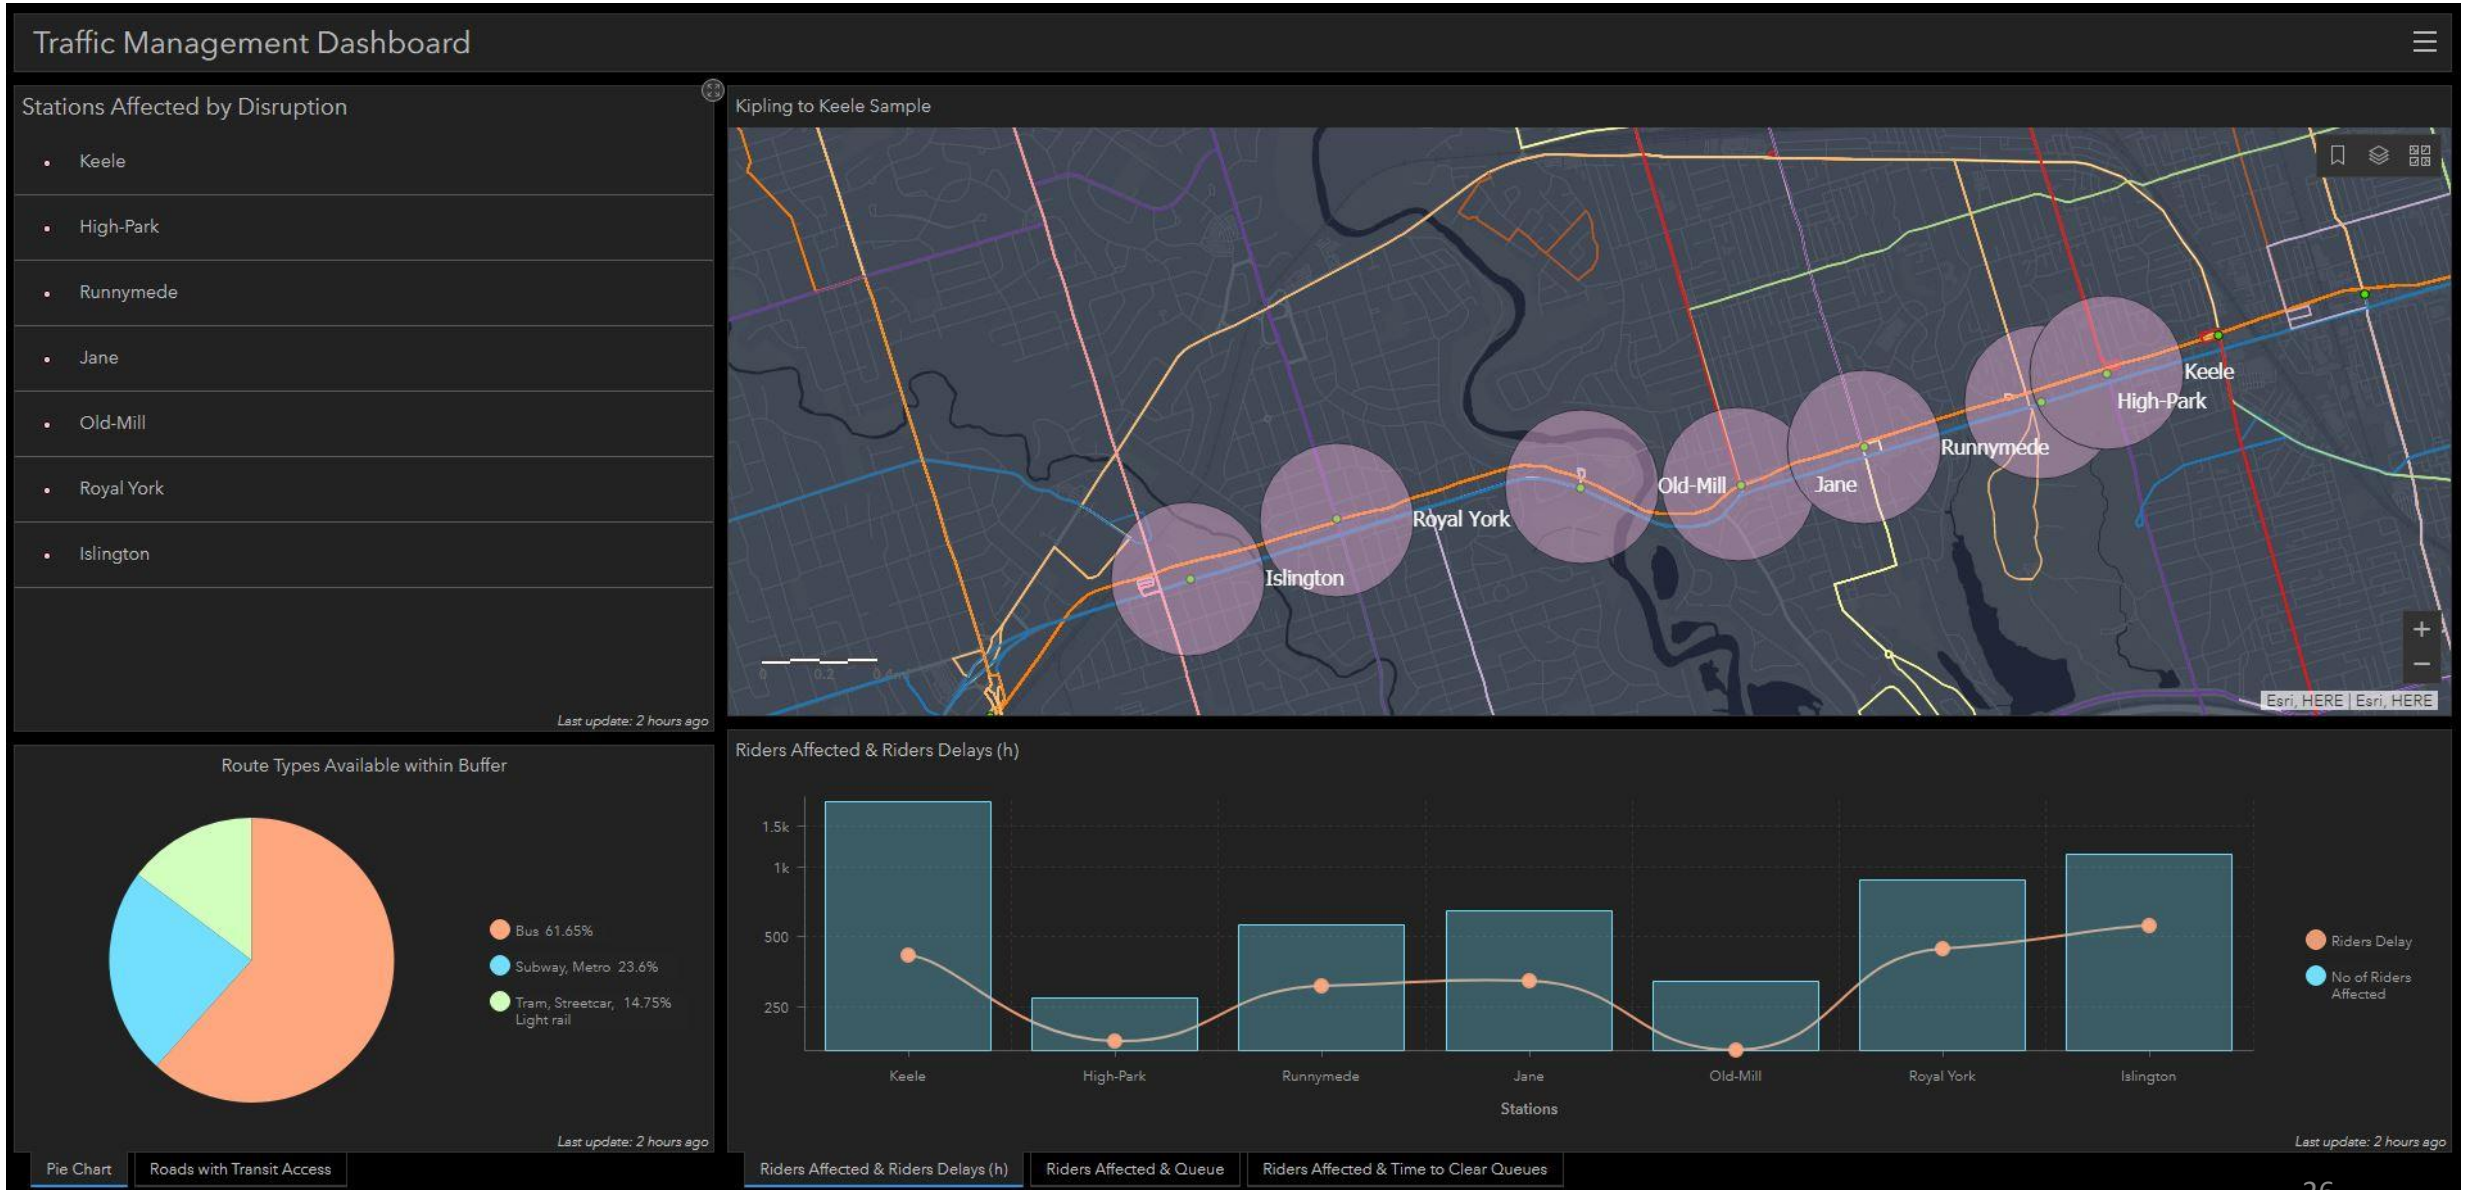 Traffic Management Dashboard
Stations Affected by Disruption
Keele
High-Park
Runnymede
Jane
Old-Mill
Royal York
Islington
Last update: 2 hours ago
Kipling to Keele Sample
Keele
High-Park
Runnymede
Old-Mill
Jane
Royal York
Islington
0 0.2
Esri, HERE | Esri, HERE
Route Types Available within Buffer
Bus 61.65%
Subway, Metro 23.6%
Tram, Streetcar, 14.75%
Light rail
Last update: 2 hours ago
Pie Chart
Roads with Transit Access
Riders Affected & Riders Delays (h)
1.5k
1k
500
250
Keele
High-Park
Runnymede
Jane
Old-Mill
Royal York
Islington
Stations
Riders Delay
No of Riders
Affected
Last update: 2 hours ago
Riders Affected & Riders Delays (h)
Riders Affected & Queue
Riders Affected & Time to Clear Queues